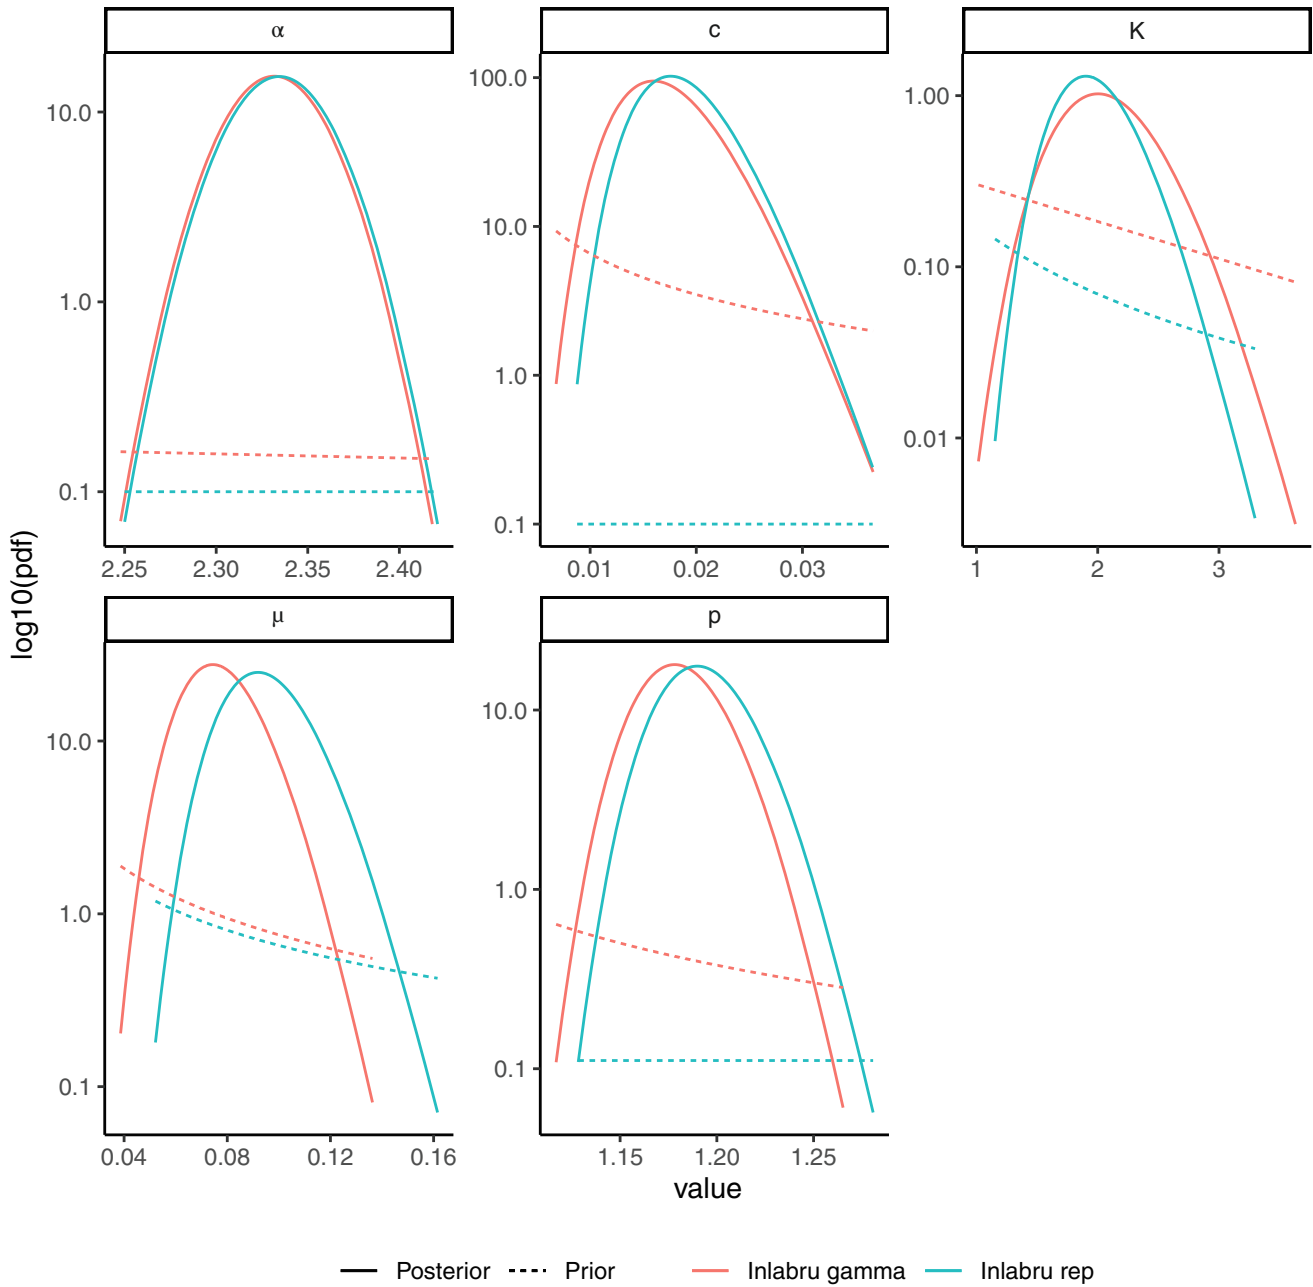 α
c
K
10.0
1.0
0.1
2.25 2.30 2.35 2.40
100.0
10.0
1.0
0.1
0.01 0.02 0.03
1.00
0.10
0.01
1 2 3
log10(pdf)
μ
p
10.0
1.0
0.1
0.04 0.08 0.12 0.16
10.0
1.0
0.1
1.15 1.20 1.25
value
Posterior Prior Inlabru gamma Inlabru rep